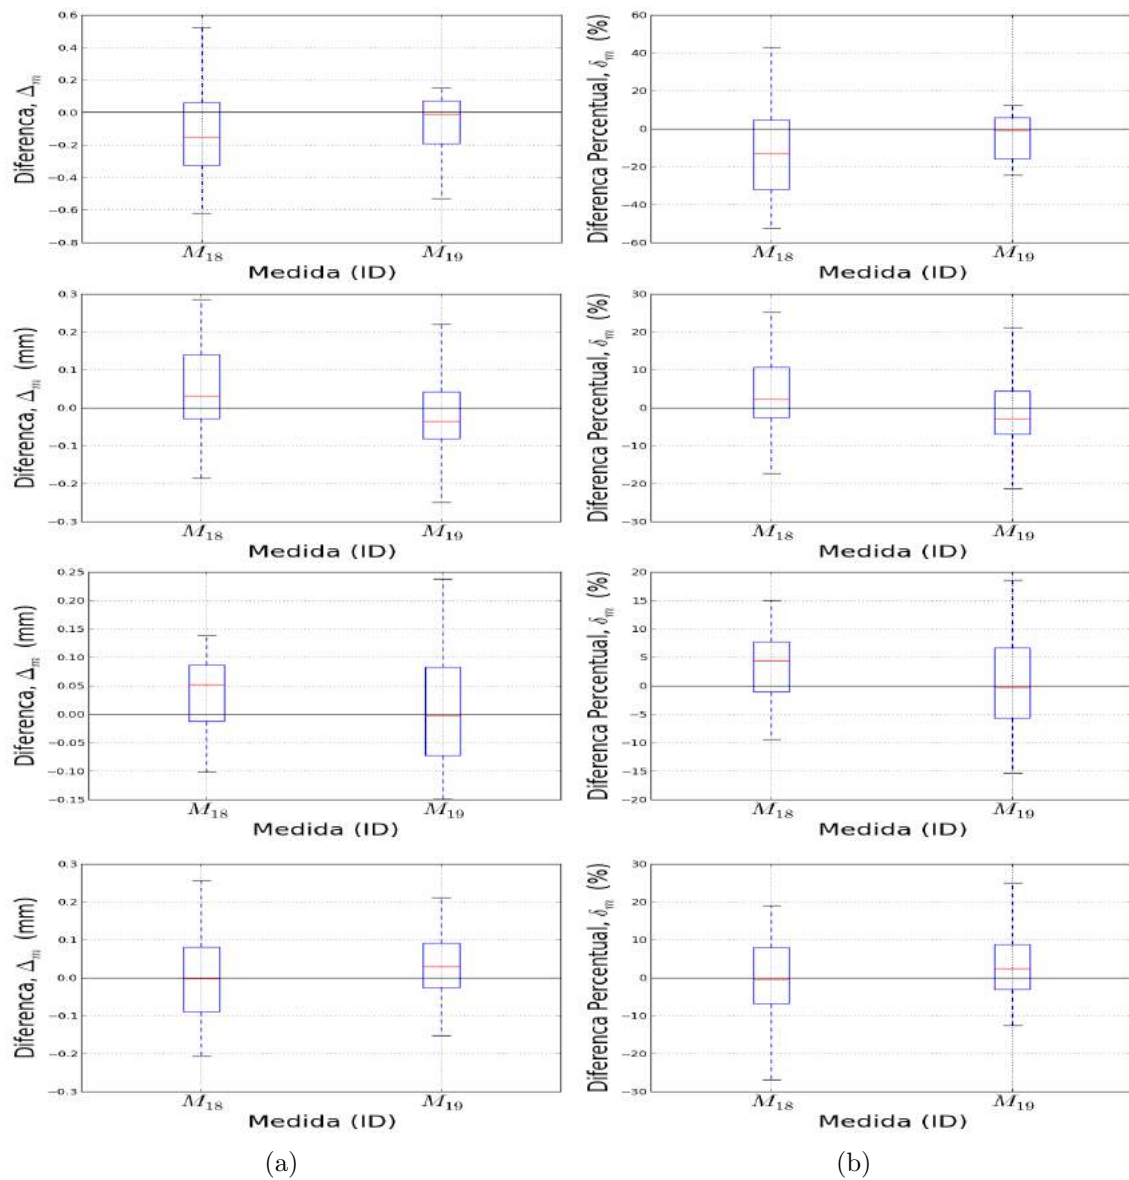 0.6
0.4
0.2
0.0
−0.2
−0.4
−0.6
−0.8
Diferenca, Δm
M18 M19
Medida (ID)
60
40
20
0
−20
−40
−60
Diferenca Percentual, δm (%)
M18 M19
Medida (ID)
0.3
0.2
0.1
0.0
−0.1
−0.2
−0.3
Diferenca, Δm (mm)
M18 M19
Medida (ID)
30
20
10
0
−10
−20
−30
Diferenca Percentual, δm (%)
M18 M19
Medida (ID)
0.25
0.20
0.15
0.10
0.05
0.00
−0.05
−0.10
−0.15
Diferenca, Δm (mm)
M18 M19
Medida (ID)
20
15
10
5
0
−5
−10
−15
−20
Diferenca Percentual, δm (%)
M18 M19
Medida (ID)
0.3
0.2
0.1
0.0
−0.1
−0.2
−0.3
Diferenca, Δm (mm)
M18 M19
Medida (ID)
30
20
10
0
−10
−20
−30
Diferenca Percentual, δm (%)
M18 M19
Medida (ID)
(a) (b)